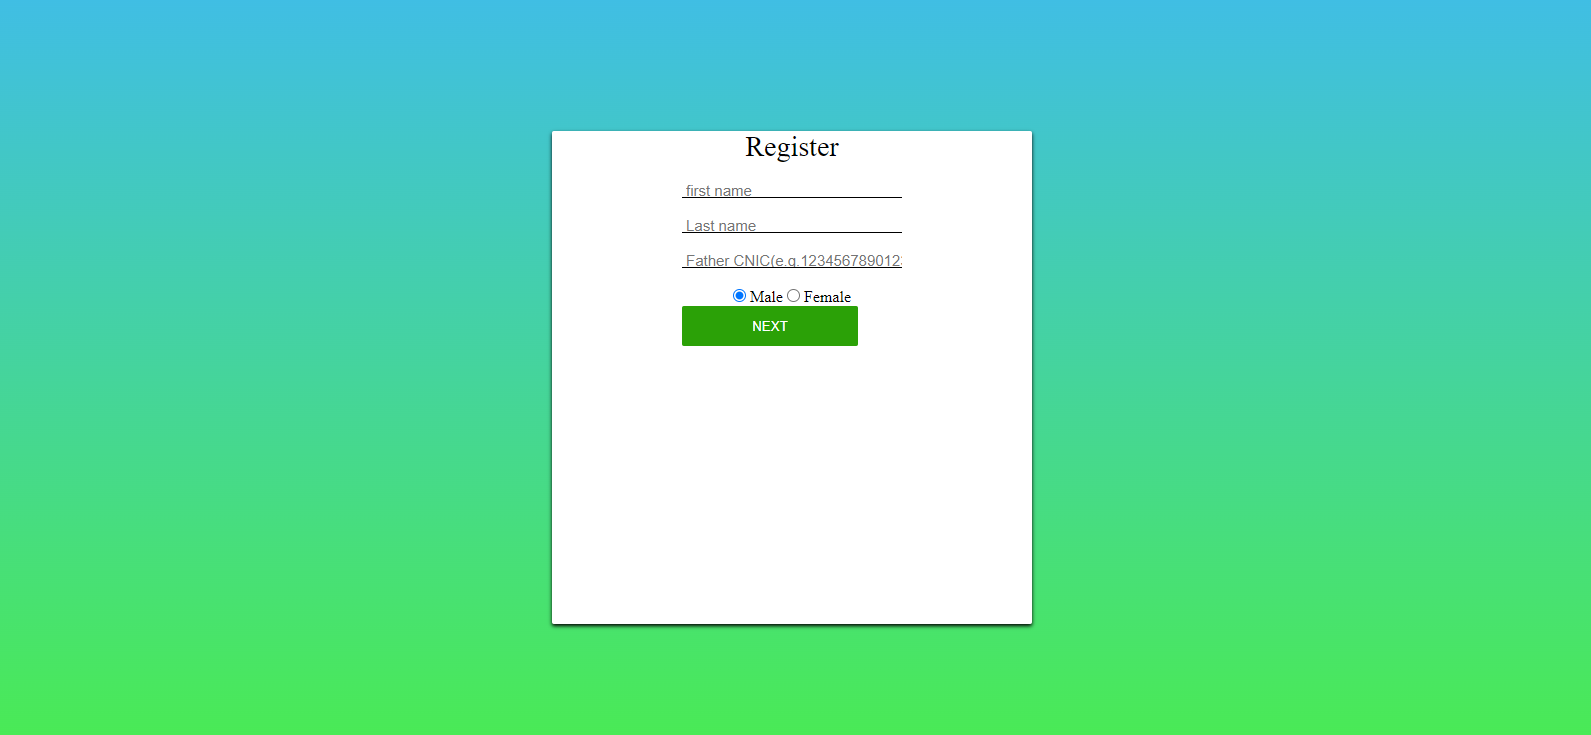 Register
first name
Last name
Father CNIC(e.g.123456789012
Male Female
NEXT